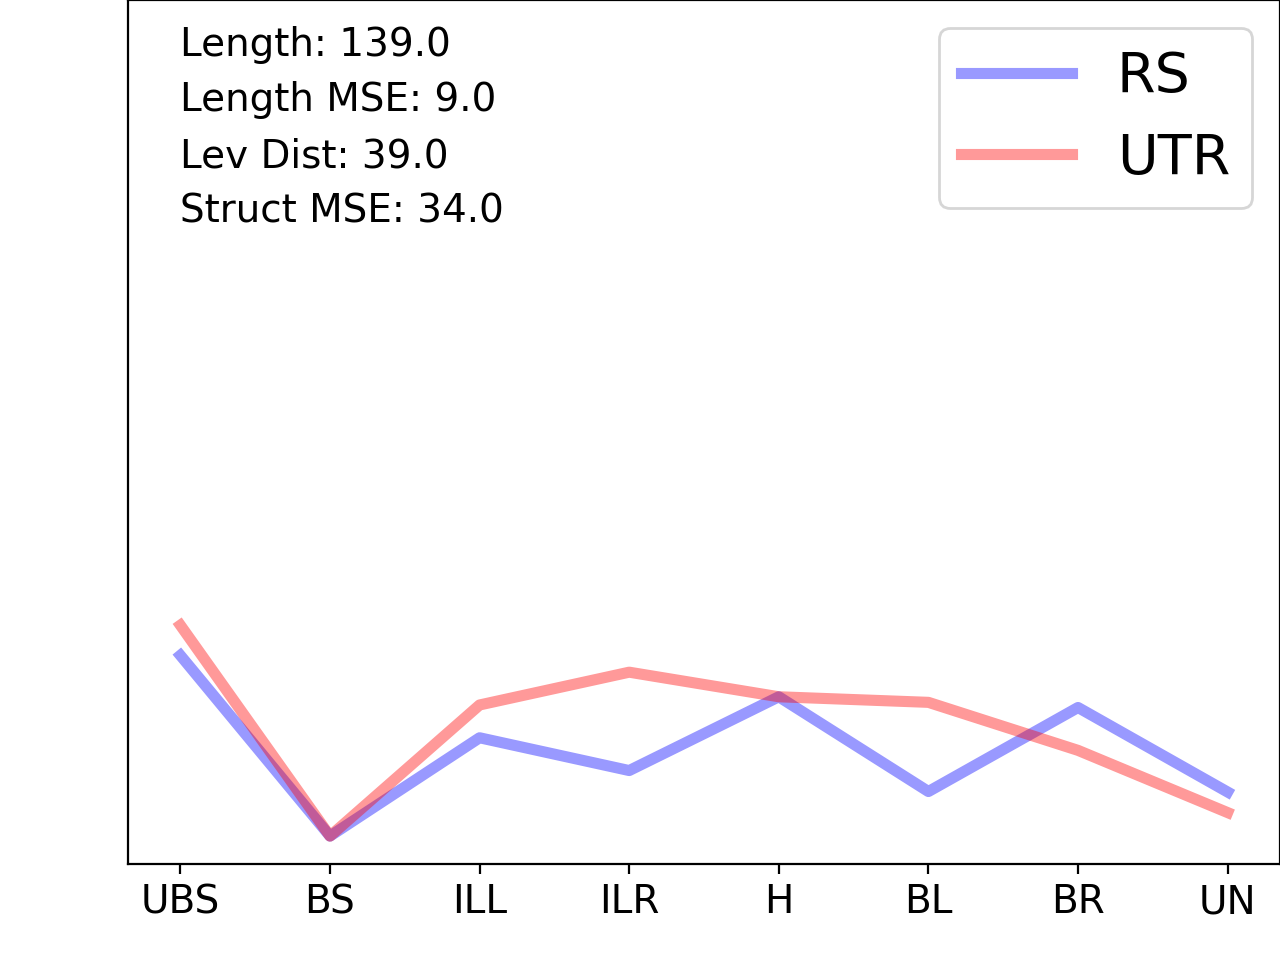 Length: 139.0
Length MSE: 9.0
Lev Dist: 39.0
Struct MSE: 34.0
RS
UTR
UBS BS ILL ILR H BL BR UN